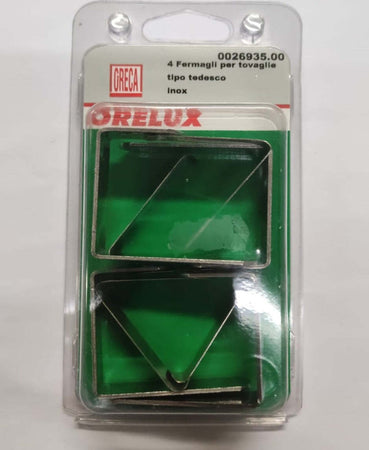 0026935.00
4 Fermagli per tovaglie
GRECA
tipo tedesco
inox
ORELUX